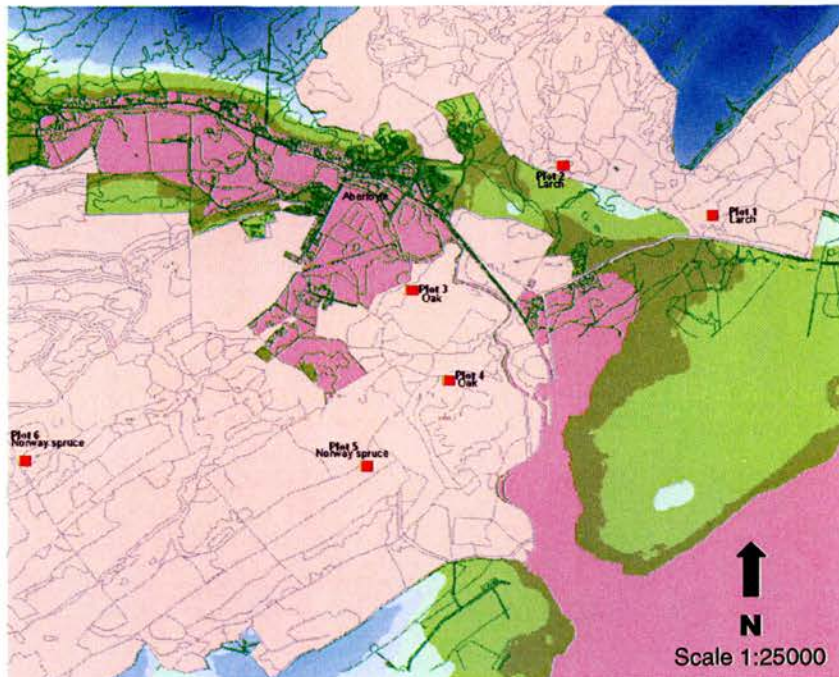 Plot 2
Larch
Plot 1
Larch
Aberfoyle
Plot 3
Oak
Plot 4
Oak
Plot 6
Norway spruce
Plot 5
Norway spruce
N
Scale 1:25000